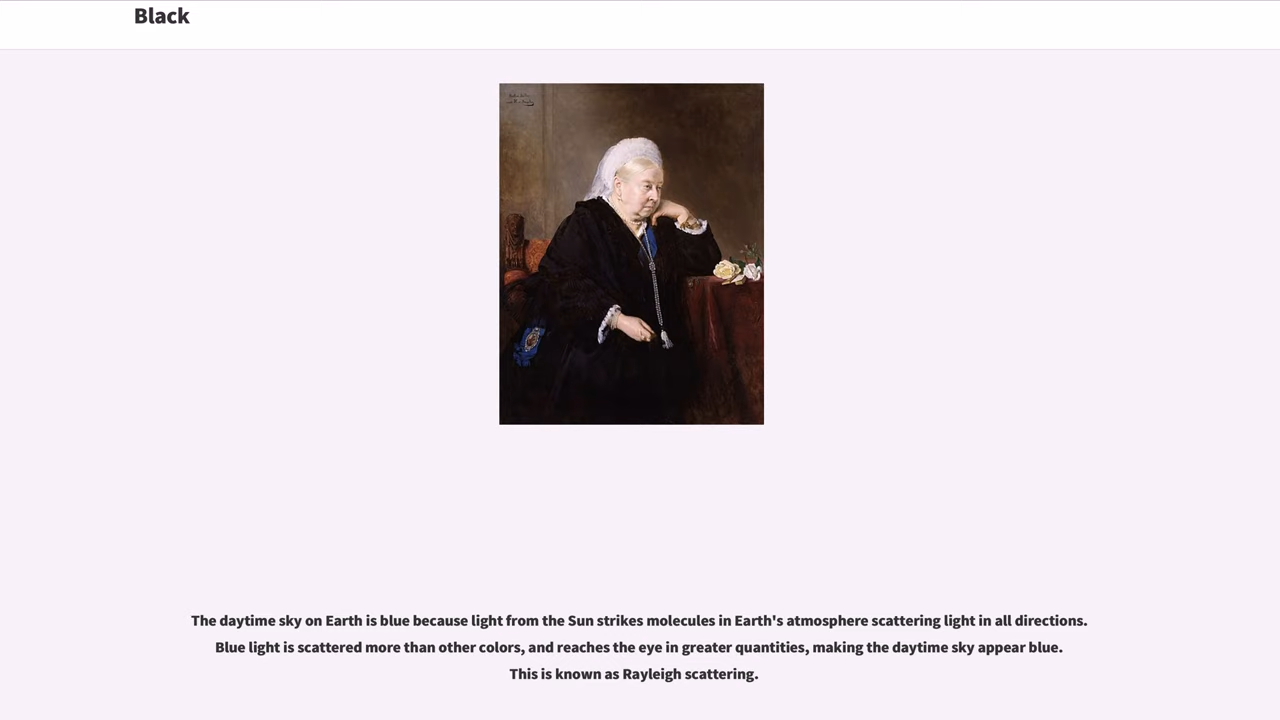 Black
The daytime sky on Earth is blue because light from the Sun strikes molecules in Earth's atmosphere scattering light in all directions.
Blue light is scattered more than other colors, and reaches the eye in greater quantities, making the daytime sky appear blue.
This is known as Rayleigh scattering.